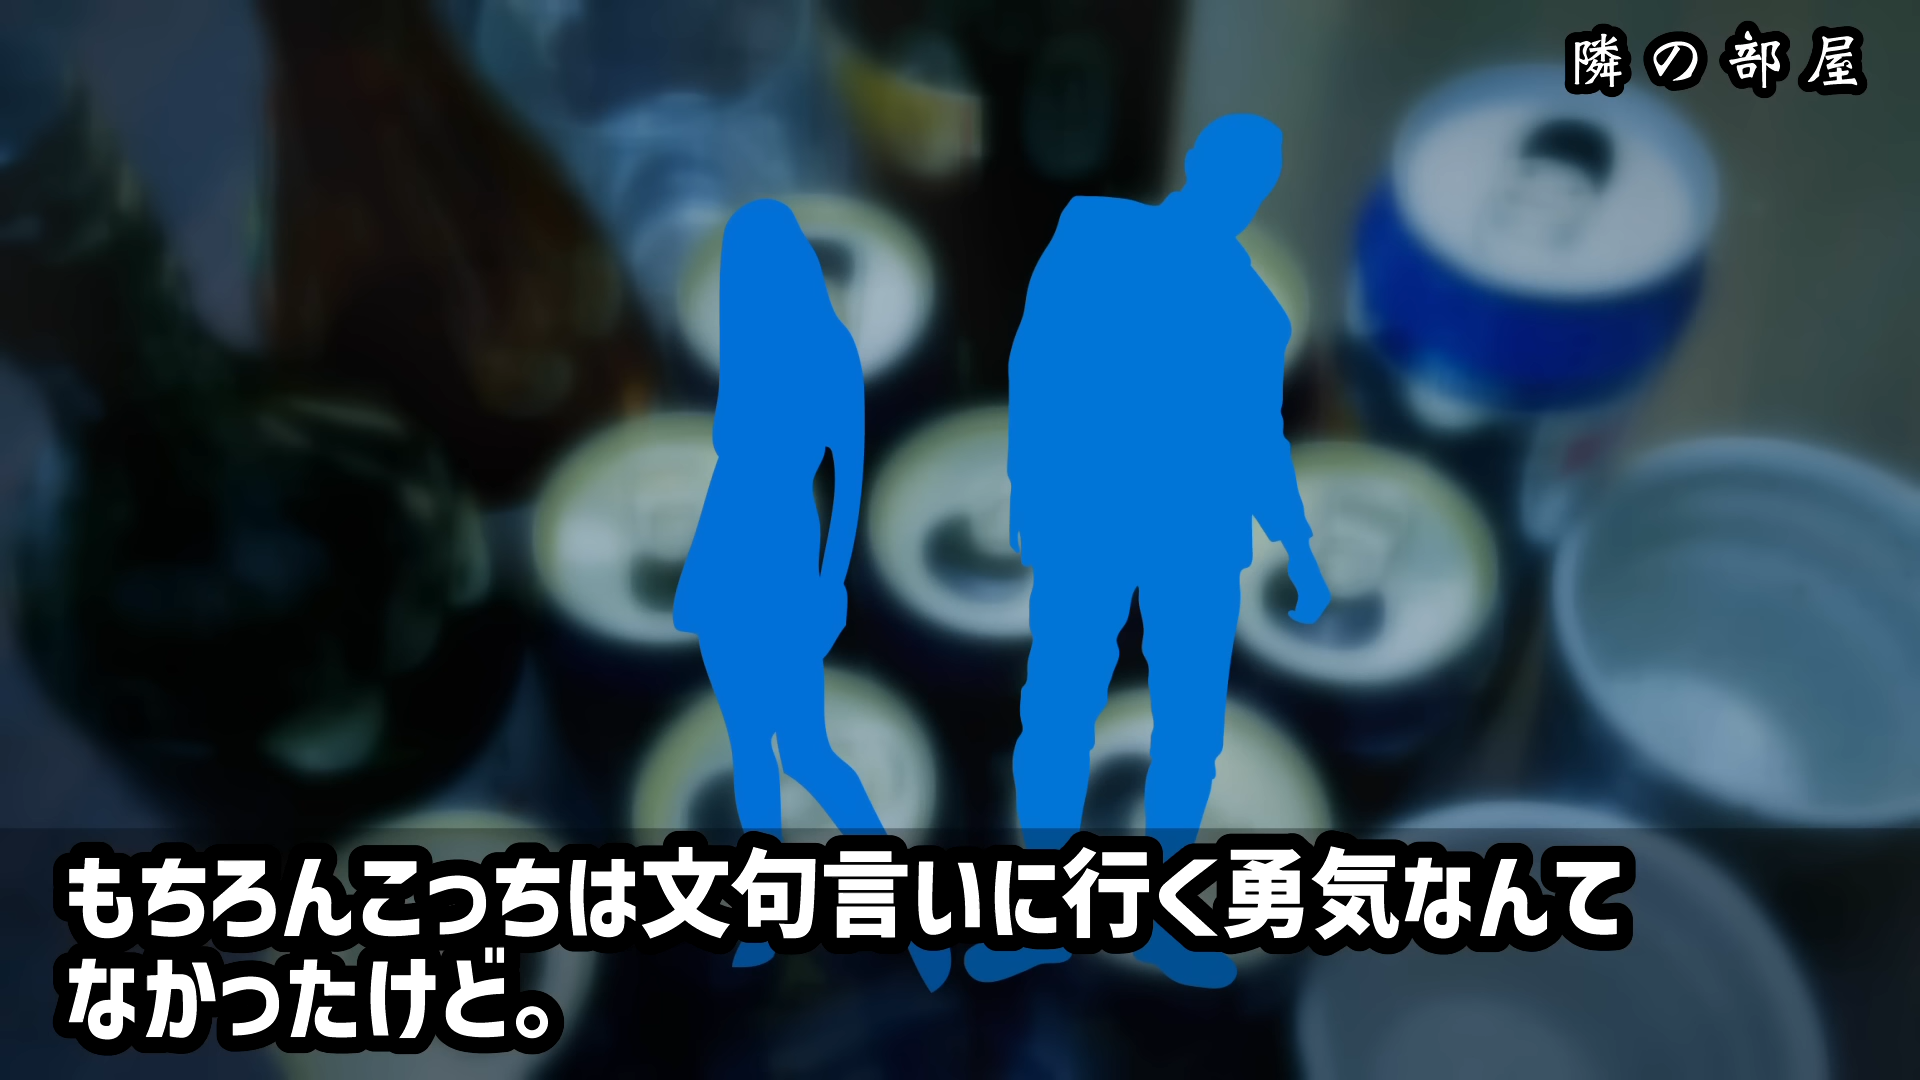 隣の部屋
もちろんこっちは文句言いに行く勇気なんて
なかったけど。